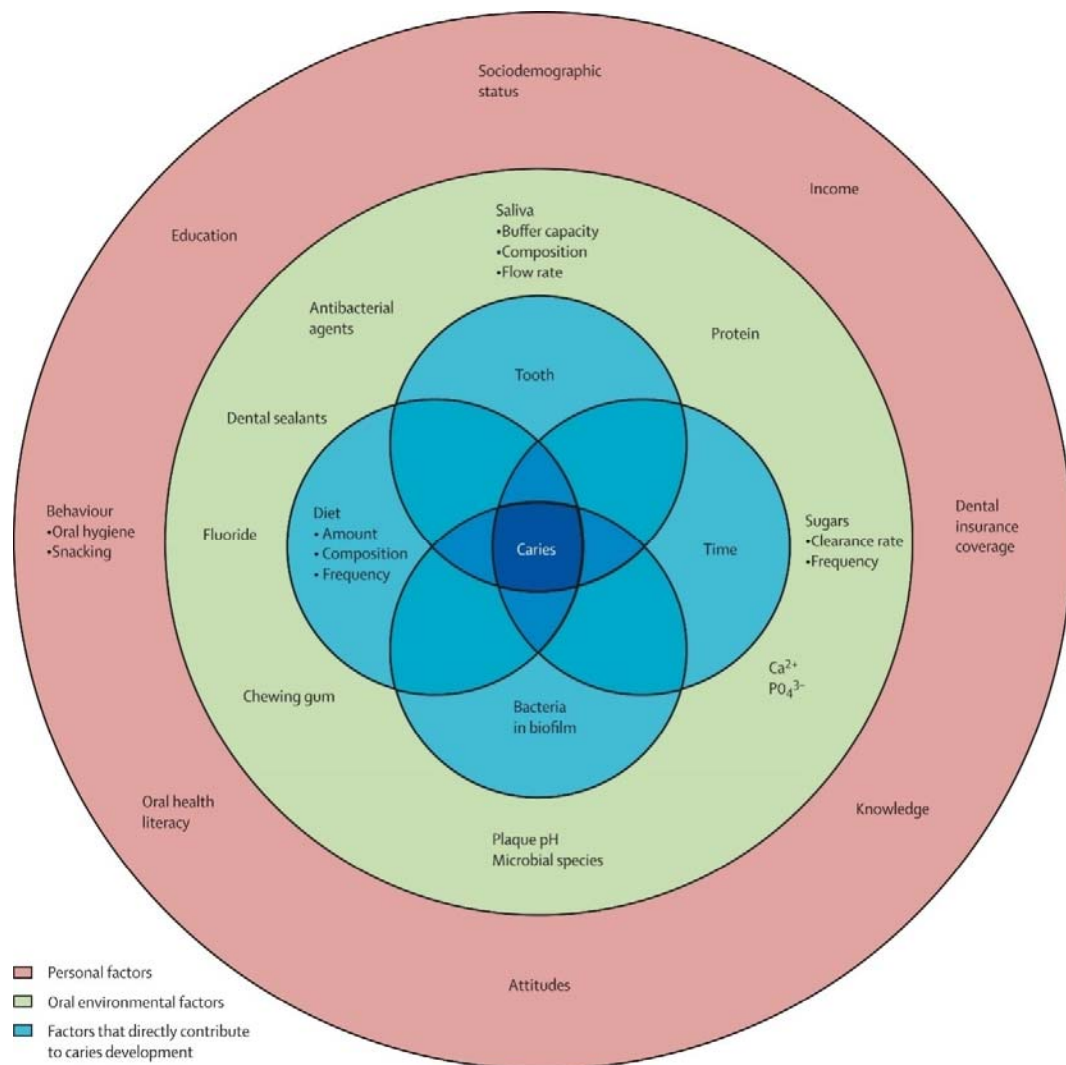 Sociodemographic
status
Income
Education
Saliva
•Buffer capacity
•Composition
•Flow rate
Antibacterial
agents
Protein
Tooth
Dental sealants
Behaviour
•Oral hygiene
•Snacking
Fluoride
Diet
• Amount
• Composition
• Frequency
Caries
Time
Sugars
•Clearance rate
•Frequency
Dental
insurance
coverage
Ca²⁺
PO₄³⁻
Chewing gum
Bacteria
in biofilm
Oral health
literacy
Knowledge
Plaque pH
Microbial species
Attitudes
Personal factors
Oral environmental factors
Factors that directly contribute
to caries development